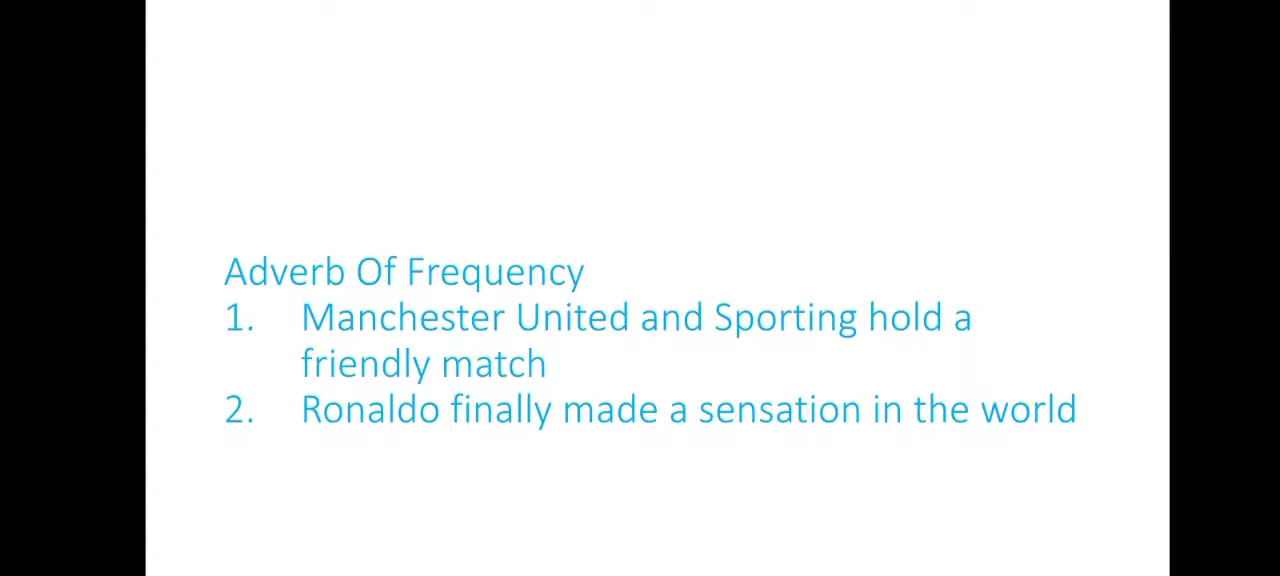 Adverb Of Frequency
1. Manchester United and Sporting hold a
friendly match
2. Ronaldo finally made a sensation in the world